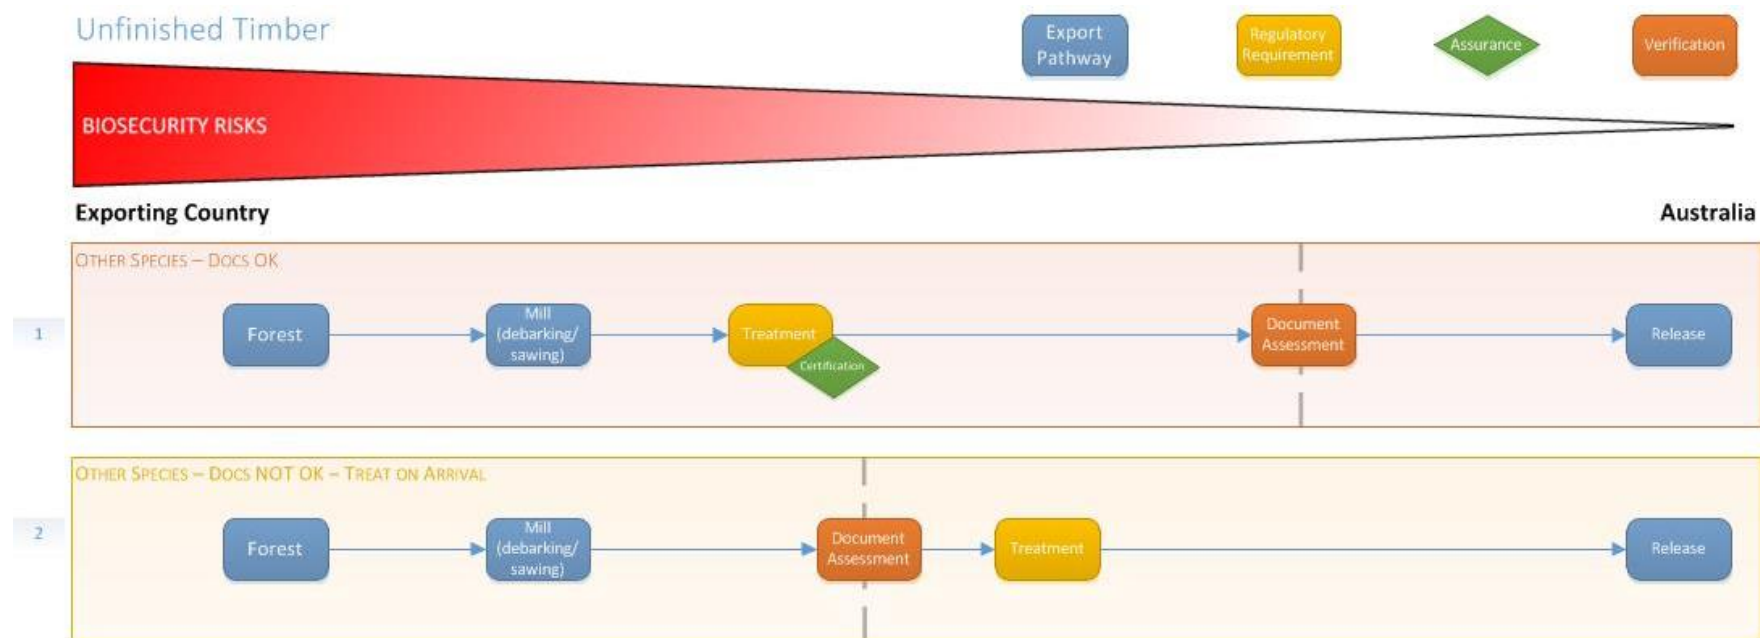 Unfinished Timber
Export
Pathway
Regulatory
Requirement
Assurance
Verification
BIOSECURITY RISKS
Exporting Country
Australia
OTHER SPECIES – DOCS OK
1
Forest
Mill
(debarking/
sawing)
Treatment
Certification
Document
Assessment
Release
OTHER SPECIES – DOCS NOT OK – TREAT ON ARRIVAL
2
Forest
Mill
(debarking/
sawing)
Document
Assessment
Treatment
Release